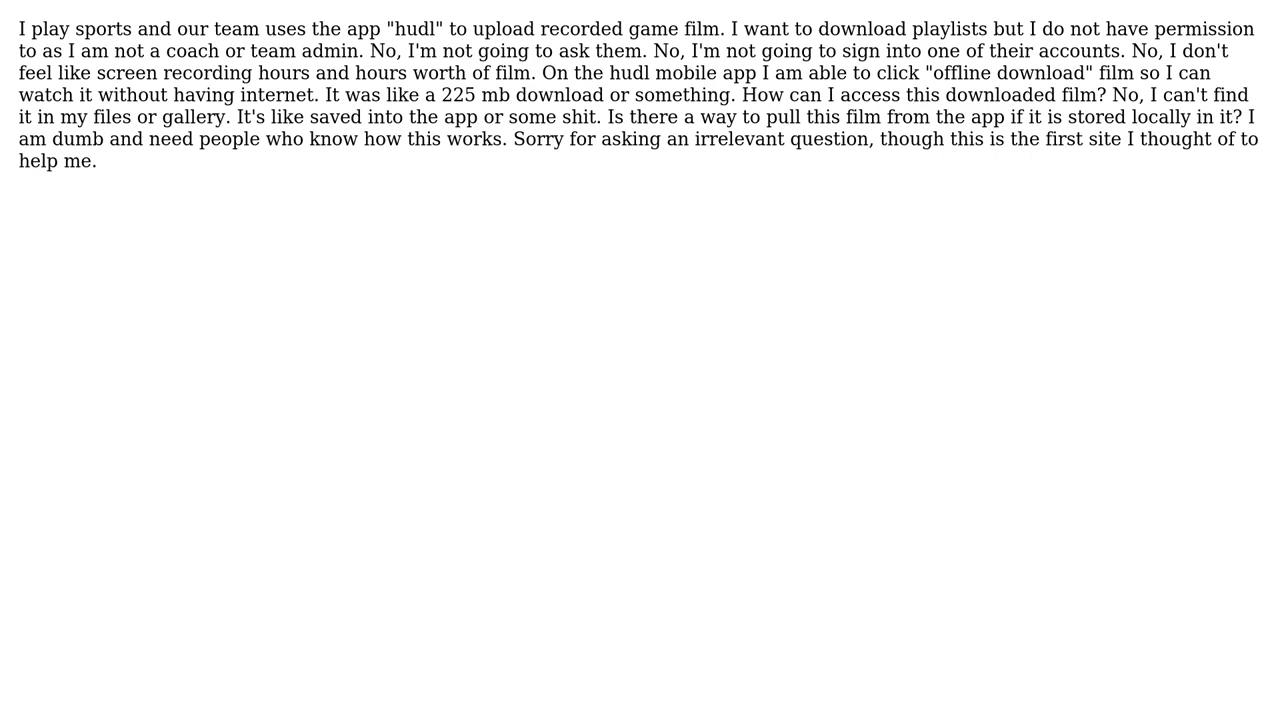 I play sports and our team uses the app "hudl" to upload recorded game film. I want to download playlists but I do not have permission
to as I am not a coach or team admin. No, I'm not going to ask them. No, I'm not going to sign into one of their accounts. No, I don't
feel like screen recording hours and hours worth of film. On the hudl mobile app I am able to click "offline download" film so I can
watch it without having internet. It was like a 225 mb download or something. How can I access this downloaded film? No, I can't find
it in my files or gallery. It's like saved into the app or some shit. Is there a way to pull this film from the app if it is stored locally in it? I
am dumb and need people who know how this works. Sorry for asking an irrelevant question, though this is the first site I thought of to
help me.